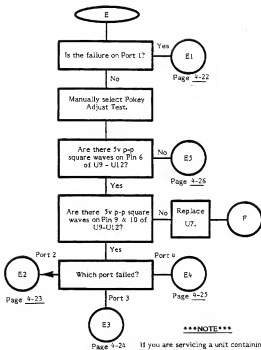 E
Is the failure on Port 1?
Yes
E1
Page 4-22
No
Manually select Pokey
Adjust Test.
Are there 5v p-p
square waves on Pin 6
of U9 - U12?
No
E5
Page 4-26
Yes
Are there 5v p-p
square waves on Pin 9 & 10 of
U9-U12?
No
Replace
U7.
F
Yes
Port 2
Port 4
E2
Which port failed?
E4
Page 4-23
Page 4-25
Port 3
E3
Page 4-24
***NOTE***
If you are servicing a unit containin